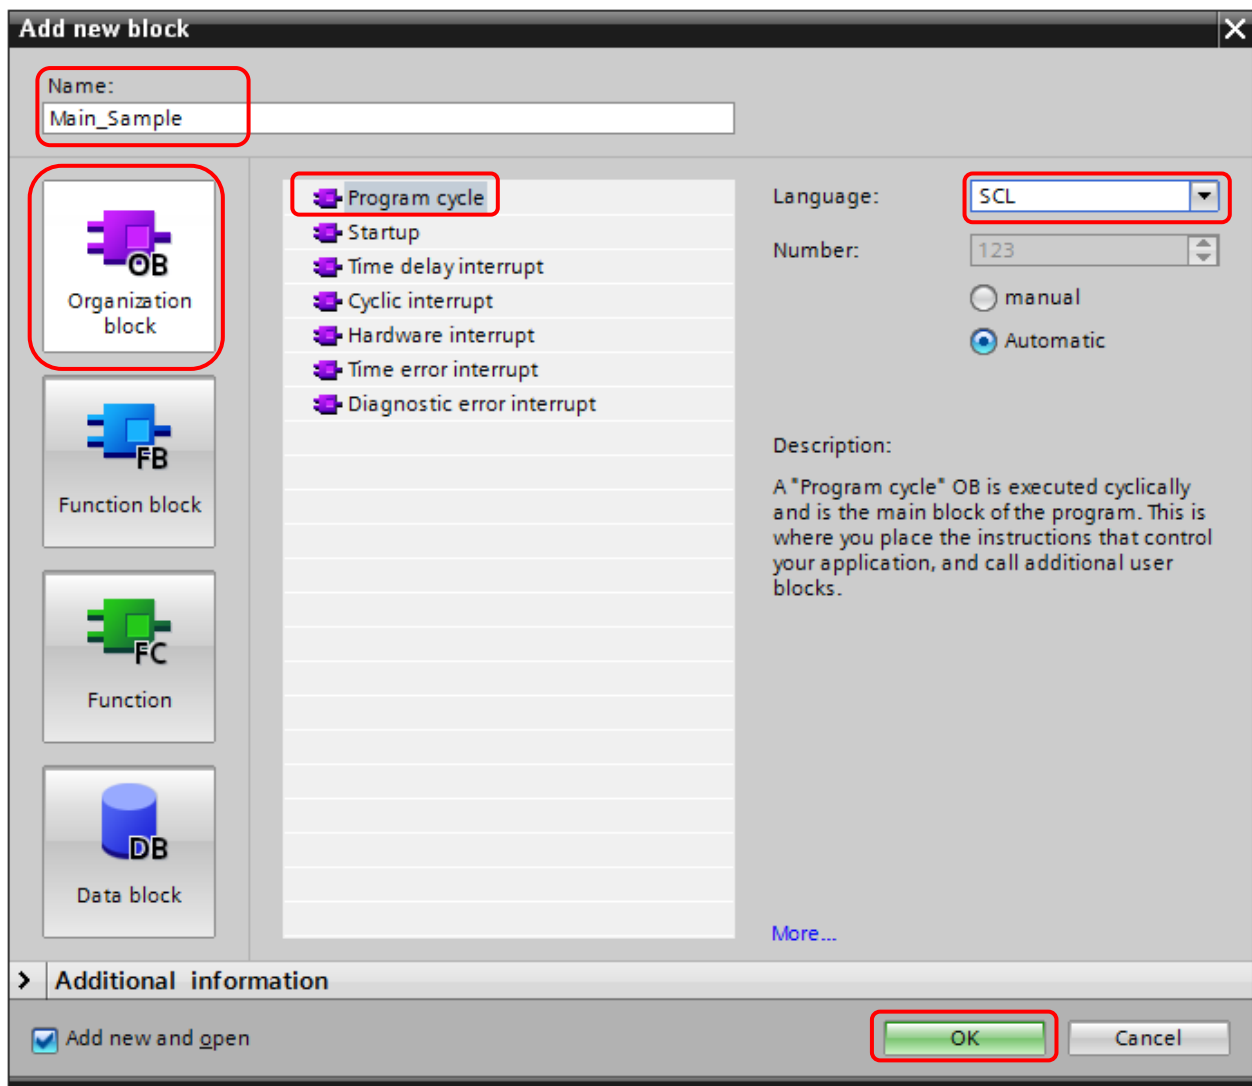 Add new block
Name:
Main_Sample
OB
Organization
block
FB
Function block
FC
Function
DB
Data block
Program cycle
Startup
Time delay interrupt
Cyclic interrupt
Hardware interrupt
Time error interrupt
Diagnostic error interrupt
Language:
SCL
Number:
123
manual
Automatic
Description:
A "Program cycle" OB is executed cyclically
and is the main block of the program. This is
where you place the instructions that control
your application, and call additional user
blocks.
More...
Additional information
Add new and open
OK
Cancel